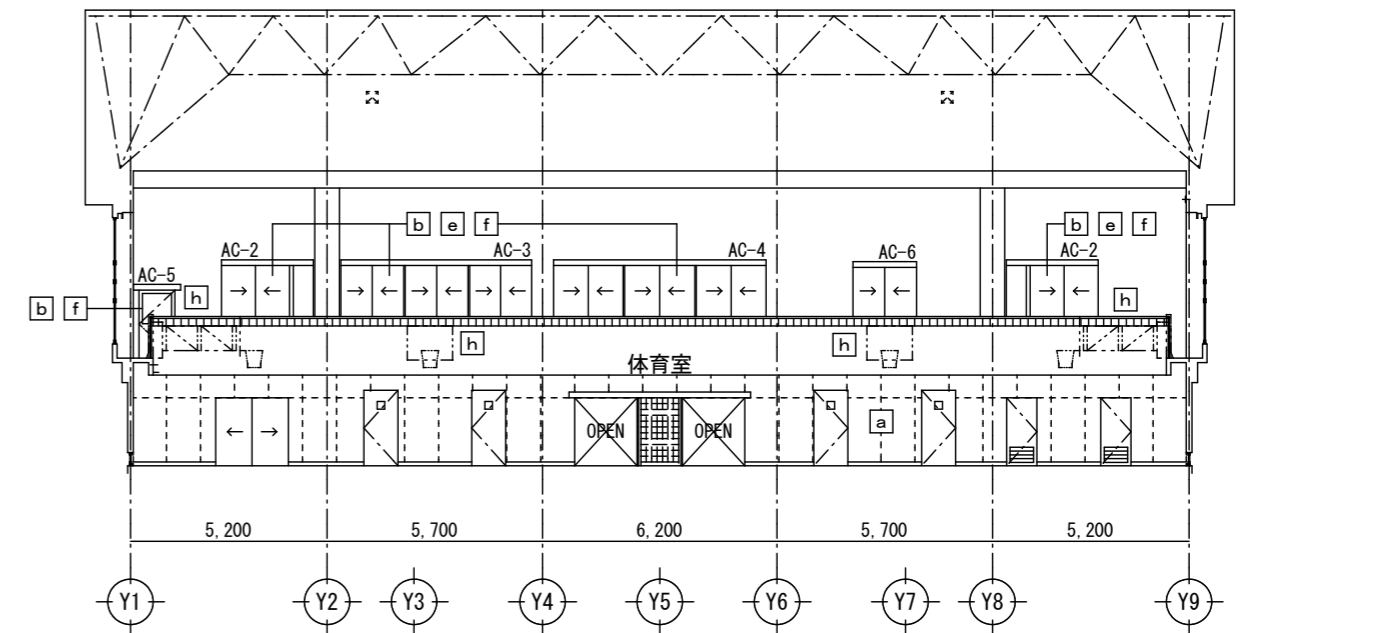 b e f
b e f
AC-2
AC-3
AC-4
AC-6
AC-2
AC-5
h
h
b f
h
h
体育室
a
OPEN
OPEN
5,200
5,700
6,200
5,700
5,200
Y1
Y2
Y3
Y4
Y5
Y6
Y7
Y8
Y9